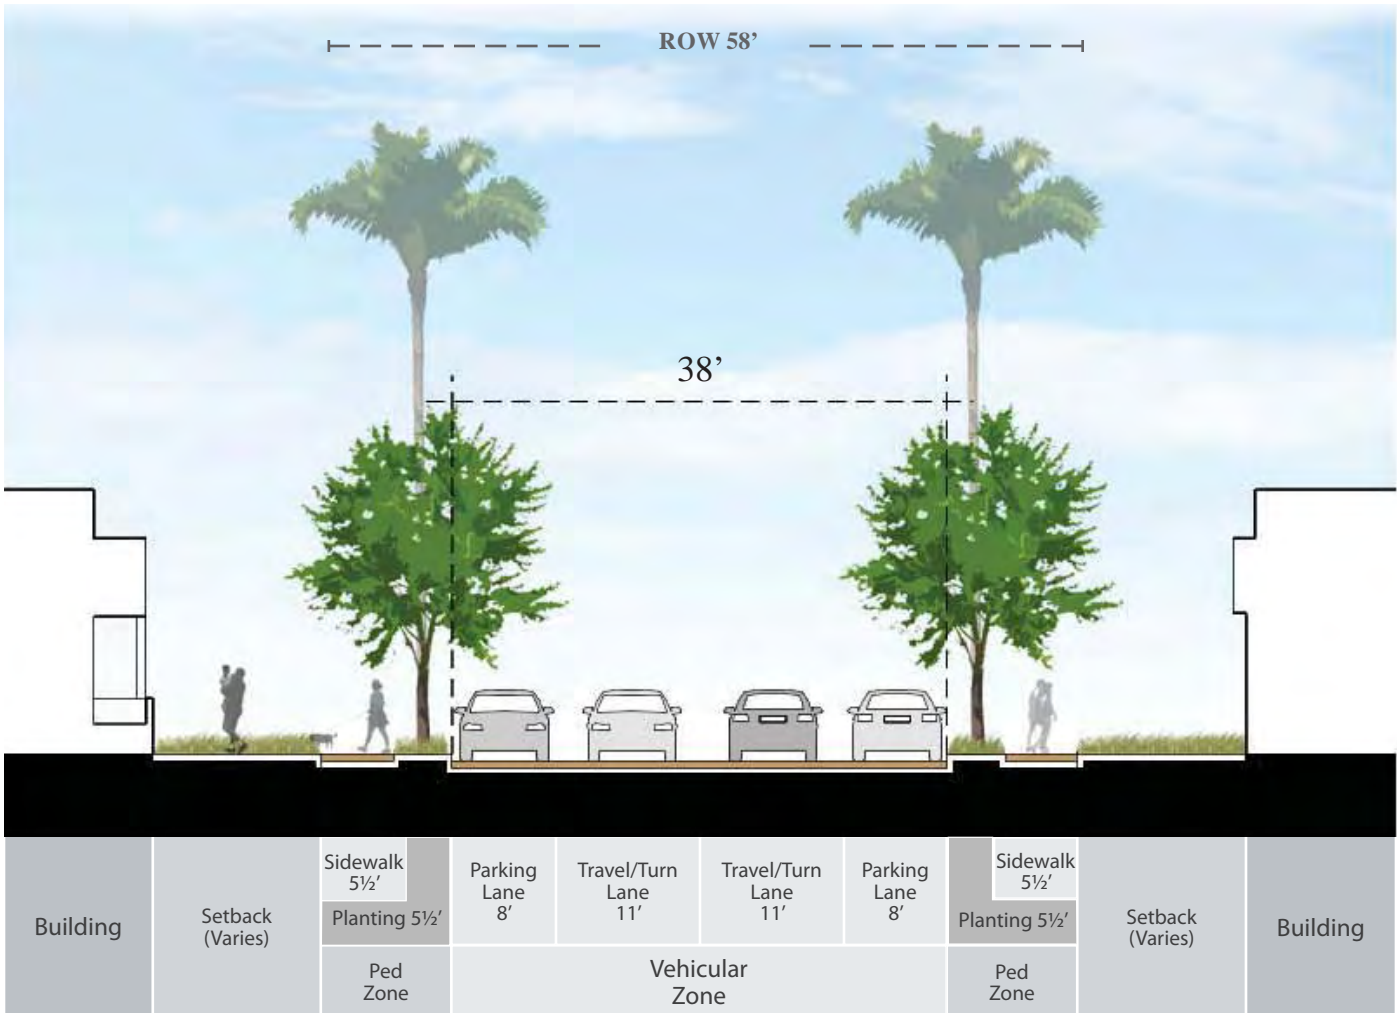 ROW 58’
38’
Building
Setback
(Varies)
Sidewalk
5½’
Planting 5½’
Ped
Zone
Parking
Lane
8’
Travel/Turn
Lane
11’
Travel/Turn
Lane
11’
Parking
Lane
8’
Vehicular
Zone
Sidewalk
5½’
Planting 5½’
Ped
Zone
Setback
(Varies)
Building